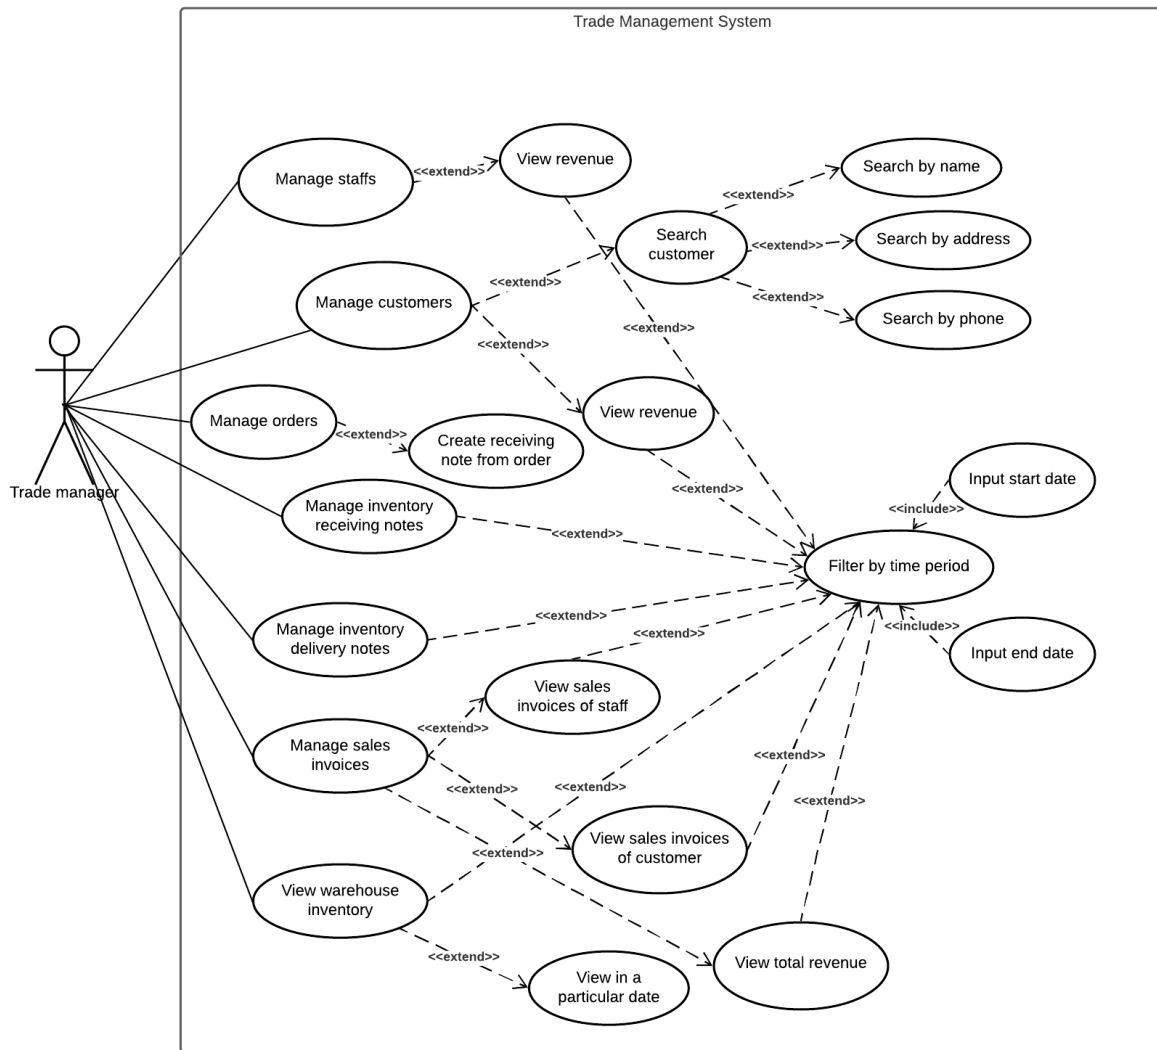 Trade Management System
View revenue
Manage staffs
<<extend>>
Search by name
<<extend>>
Search
customer
Search by address
<<extend>>
Manage customers
<<extend>>
<<extend>>
Search by phone
<<extend>>
<<extend>>
Manage orders
<<extend>>
View revenue
Create receiving
note from order
Trade manager
Manage inventory
receiving notes
<<extend>>
<<extend>>
Input start date
<<include>>
Filter by time period
Manage inventory
delivery notes
<<extend>>
<<extend>>
<<include>>
Input end date
View sales
invoices of staff
Manage sales
invoices
<<extend>>
<<extend>>
<<extend>>
<<extend>>
<<extend>>
<<extend>>
View sales invoices
of customer
View warehouse
inventory
<<extend>>
View in a
particular date
View total revenue